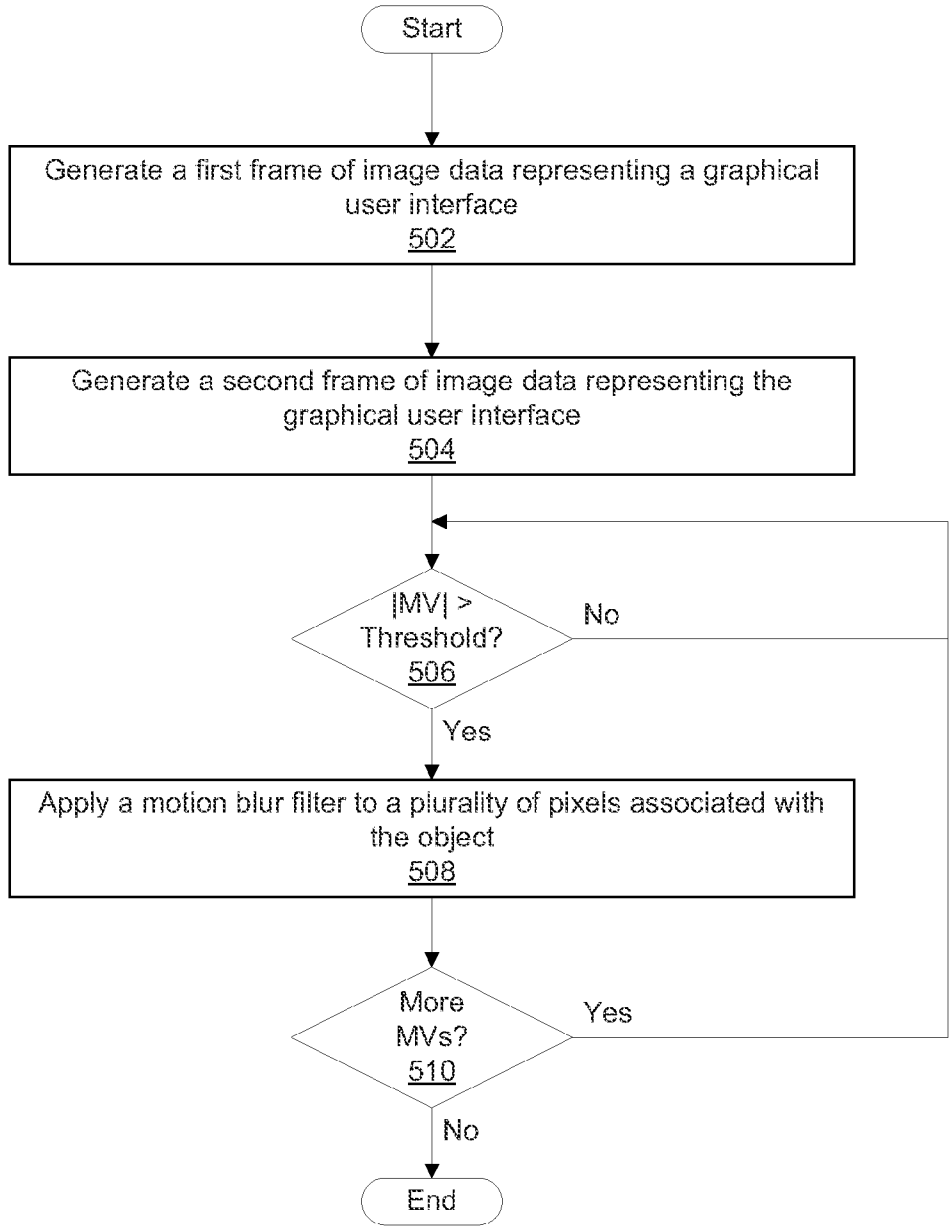 Start
Generate a first frame of image data representing a graphical
user interface
502
Generate a second frame of image data representing the
graphical user interface
504
|MV| >
Threshold?
506
No
Yes
Apply a motion blur filter to a plurality of pixels associated with
the object
508
More
MVs?
510
Yes
No
End